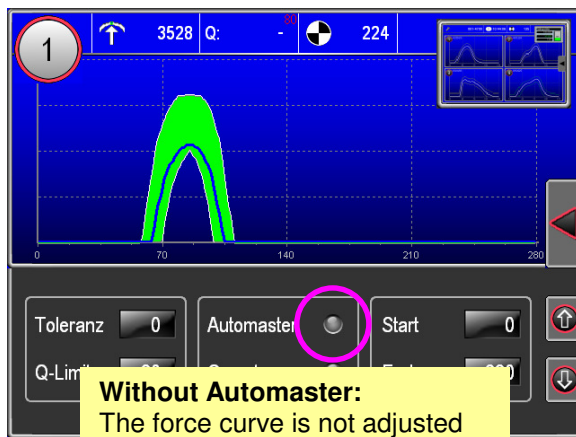 1
3528 Q: - 80 224
0 70 140 210 280
Toleranz 0 Automaster Start 0
Q-Limit
Without Automaster:
The force curve is not adjusted